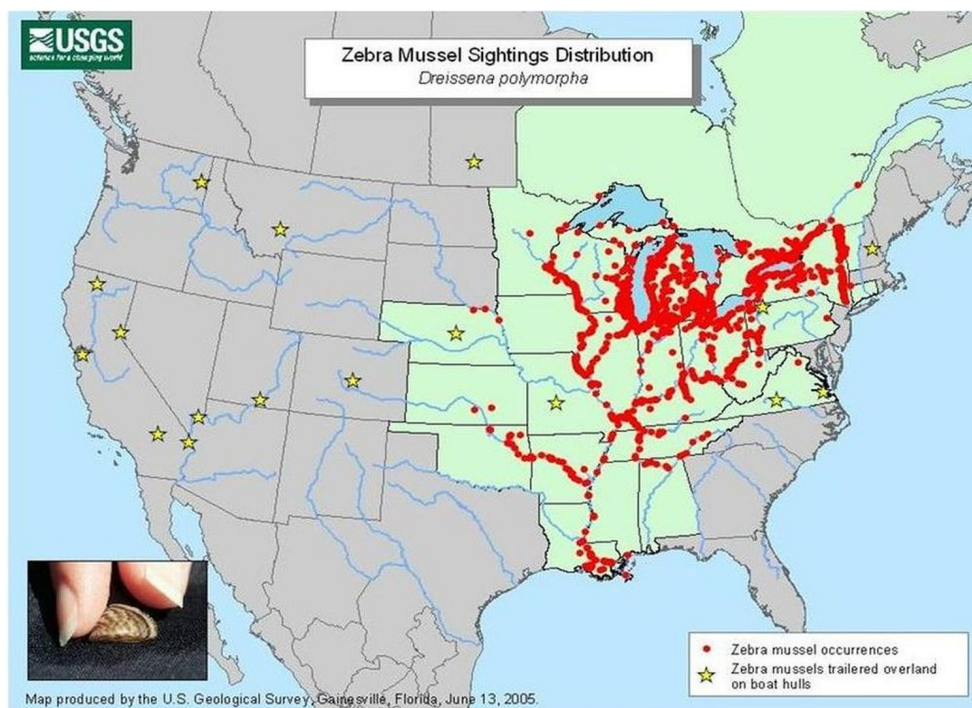 USGS
science for a changing world
Zebra Mussel Sightings Distribution
Dreissena polymorpha
Zebra mussel occurrences
Zebra mussels trailered overland
on boat hulls
Map produced by the U.S. Geological Survey, Gainesville, Florida, June 13, 2005.